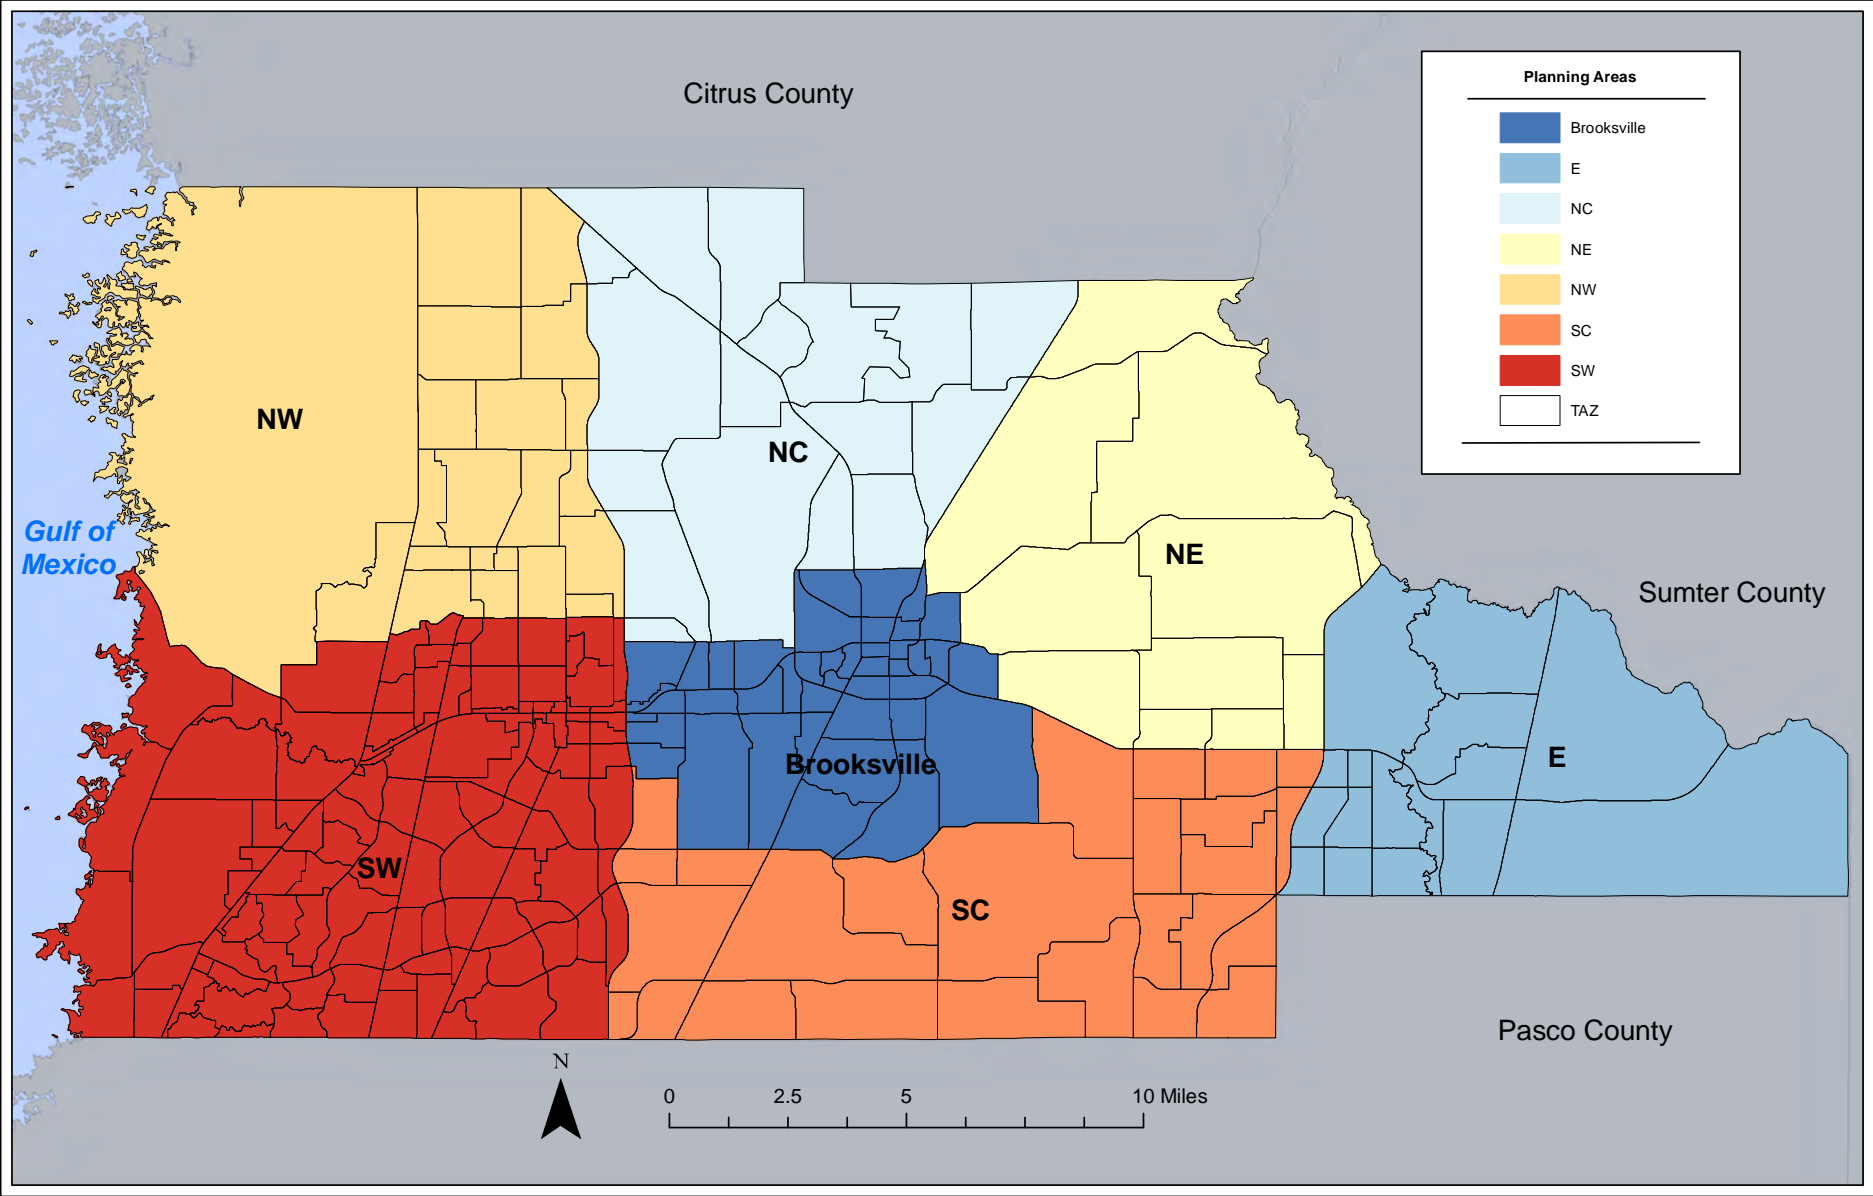 Citrus County
Planning Areas
Brooksville
E
NC
NE
NW
SC
SW
TAZ
NW
NC
Gulf of
Mexico
NE
Sumter County
Brooksville
E
SW
SC
Pasco County
N
0 2.5 5 10 Miles